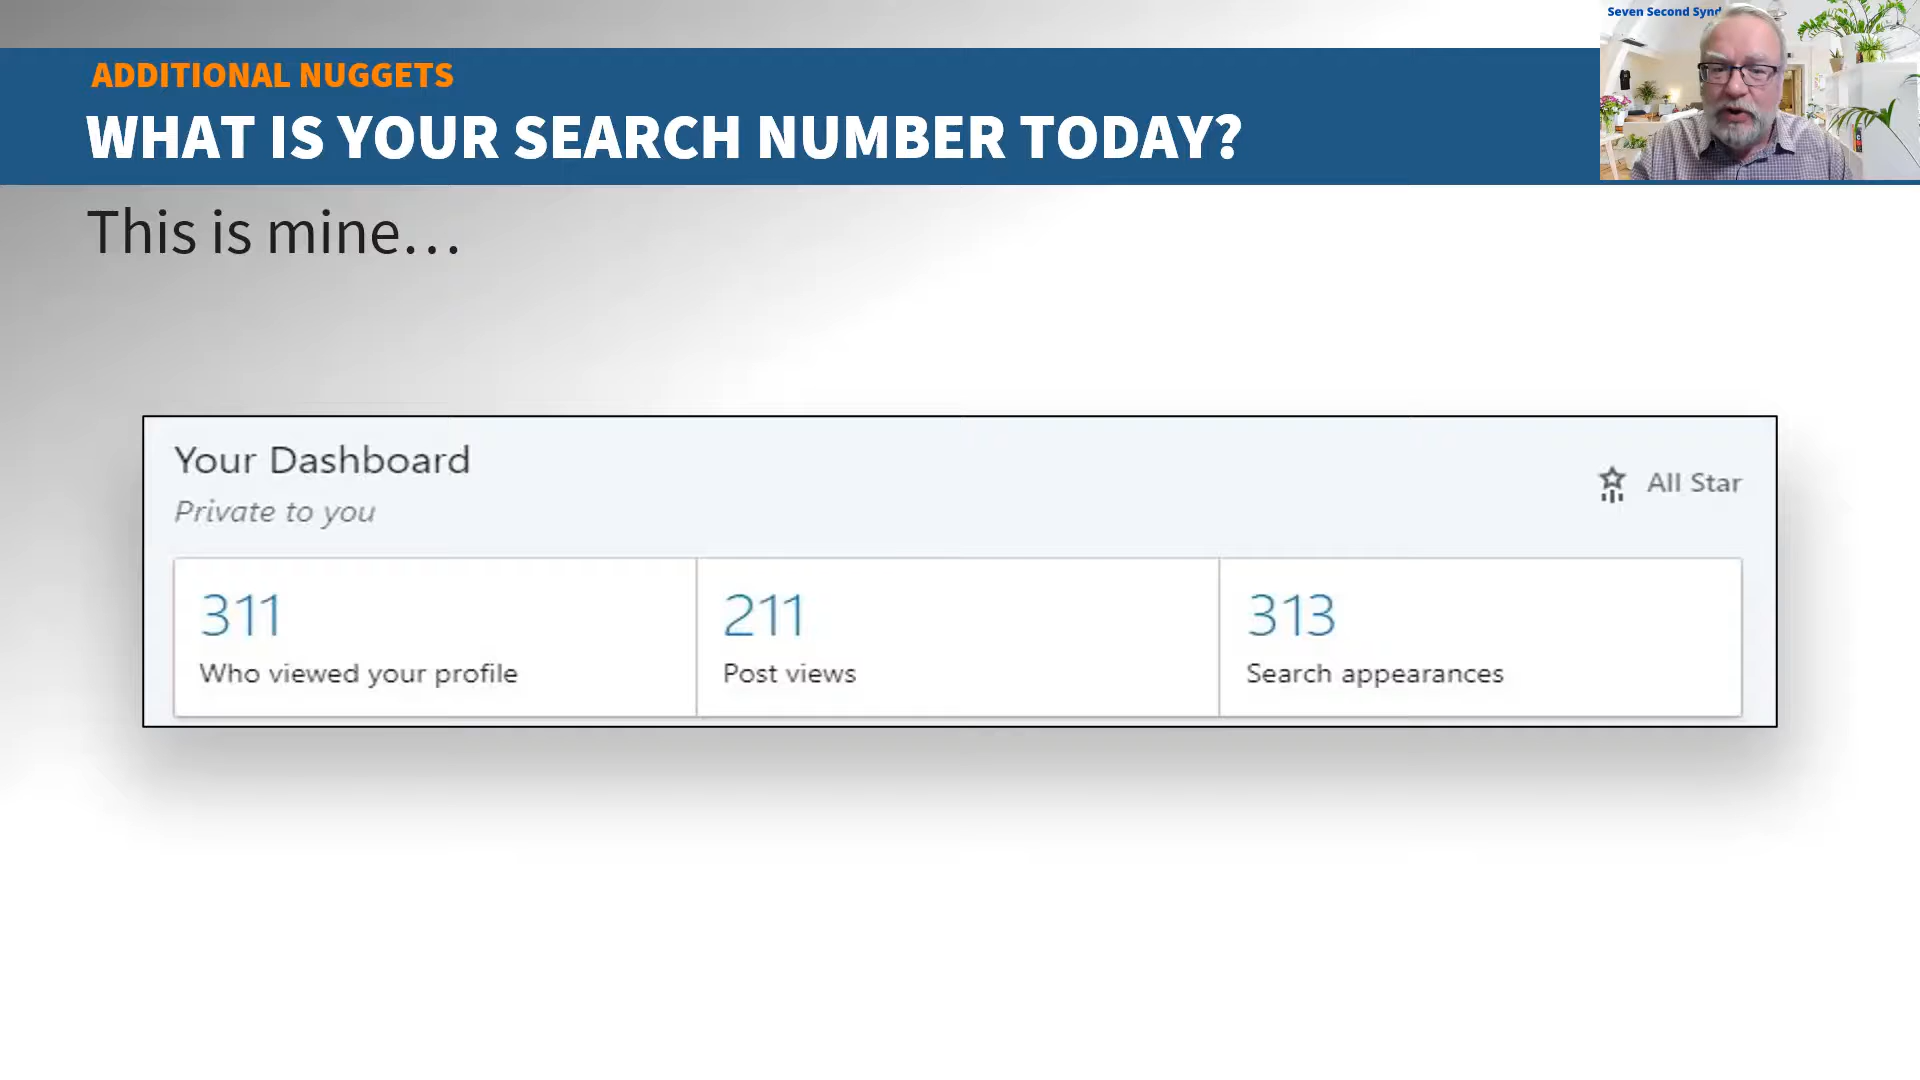 Seven Second Synd
ADDITIONAL NUGGETS
WHAT IS YOUR SEARCH NUMBER TODAY?
This is mine…
Your Dashboard
Private to you
All Star
311
Who viewed your profile
211
Post views
313
Search appearances